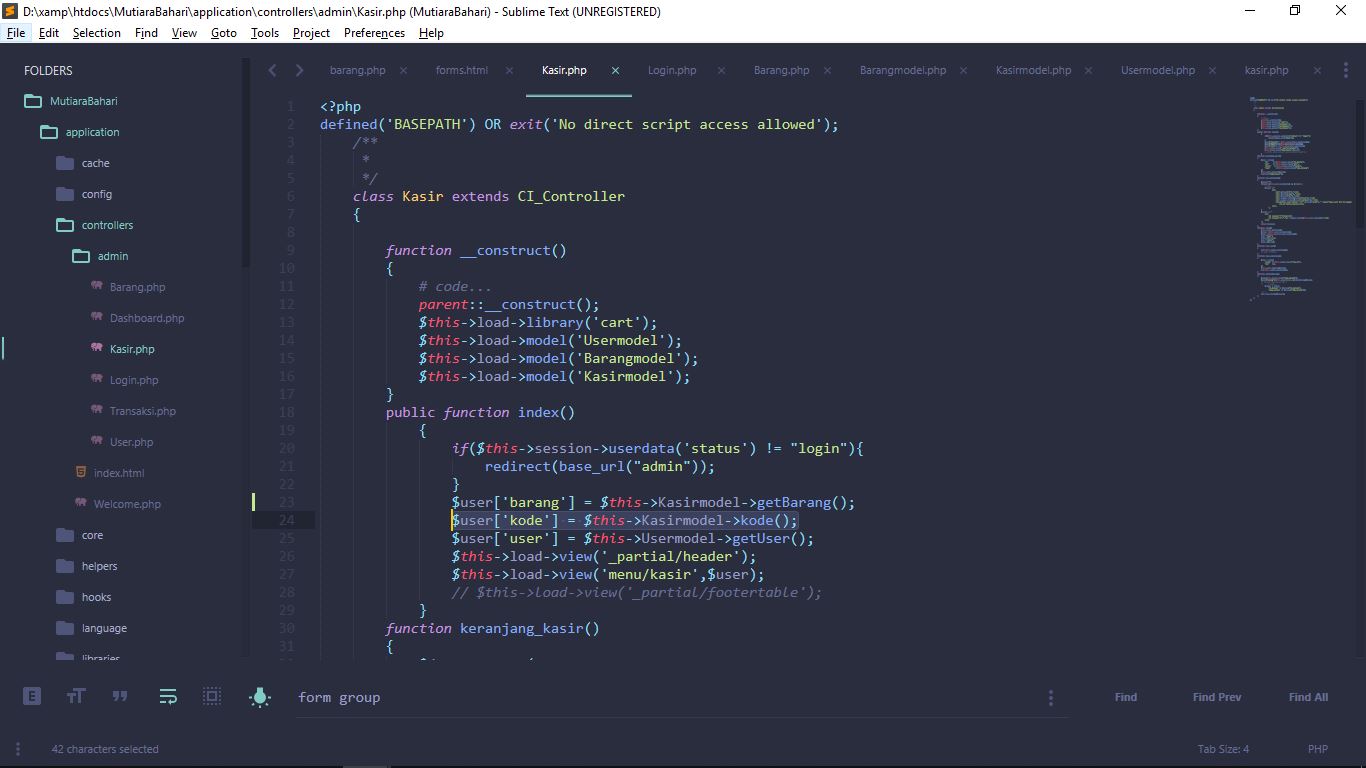 D:\xamp\htdocs\MutiaraBahari\application\controllers\admin\Kasir.php (MutiaraBahari) - Sublime Text (UNREGISTERED)
File Edit Selection Find View Goto Tools Project Preferences Help
FOLDERS
MutiaraBahari
application
cache
config
controllers
admin
Barang.php
Dashboard.php
Kasir.php
Login.php
Transaksi.php
User.php
index.html
Welcome.php
core
helpers
hooks
language
libraries
barang.php forms.html Kasir.php Login.php Barang.php Barangmodel.php Kasirmodel.php Usermodel.php kasir.php
1 <?php
2 defined('BASEPATH') OR exit('No direct script access allowed');
3 /**
4 *
5 */
6 class Kasir extends CI_Controller
7 {
8
9 function __construct()
10 {
11 # code...
12 parent::__construct();
13 $this->load->library('cart');
14 $this->load->model('Usermodel');
15 $this->load->model('Barangmodel');
16 $this->load->model('Kasirmodel');
17 }
18 public function index()
19 {
20 if($this->session->userdata('status') != "login"){
21 redirect(base_url("admin"));
22 }
23 $user['barang'] = $this->Kasirmodel->getBarang();
24 $user['kode'] = $this->Kasirmodel->kode();
25 $user['user'] = $this->Usermodel->getUser();
26 $this->load->view('_partial/header');
27 $this->load->view('menu/kasir',$user);
28 // $this->load->view('_partial/footertable');
29 }
30 function keranjang_kasir()
31 {
E
form group
Find Find Prev Find All
42 characters selected
Tab Size: 4 PHP